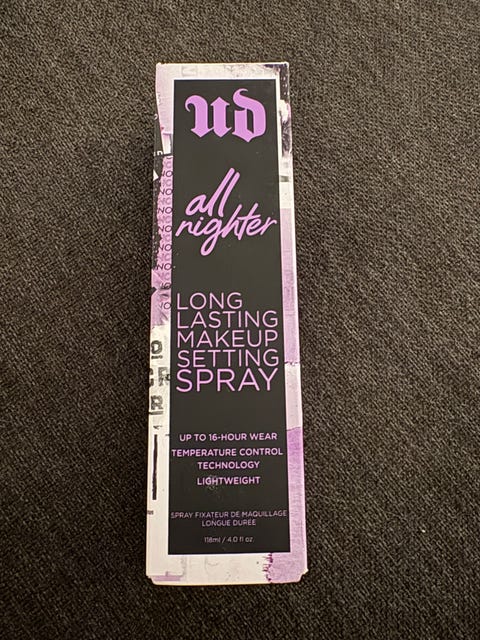 UD
all
nighter
LONG
LASTING
MAKEUP
SETTING
SPRAY
UP TO 16-HOUR WEAR
TEMPERATURE CONTROL
TECHNOLOGY
LIGHTWEIGHT
SPRAY FIXATEUR DE MAQUILLAGE
LONGUE DURÉE
118ml / 4.0 fl oz.